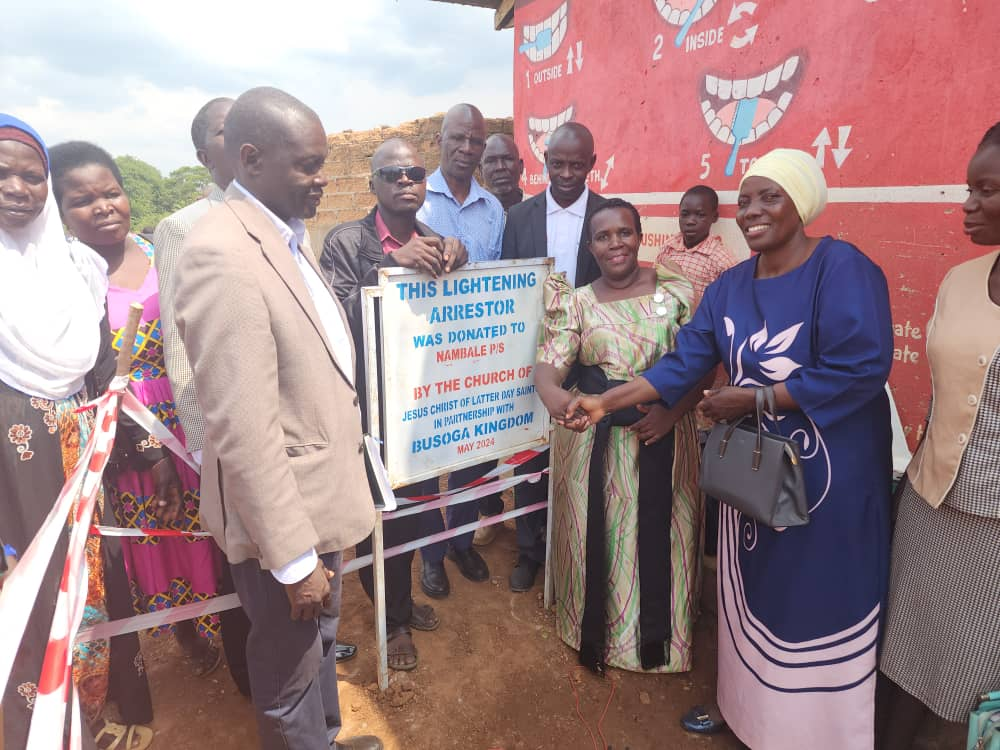 1 OUTSIDE
2 INSIDE
5
THIS LIGHTENING
ARRESTOR
WAS DONATED TO
NAMBALE P/S
BY THE CHURCH OF
JESUS CHRIST OF LATTER DAY SAINT
IN PARTNERSHIP WITH
BUSOGA KINGDOM
MAY 2024